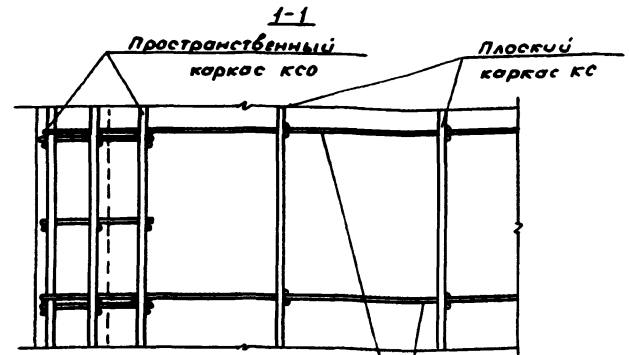 1-1
Пространственный
каркас КСО
Плоский
каркас КС